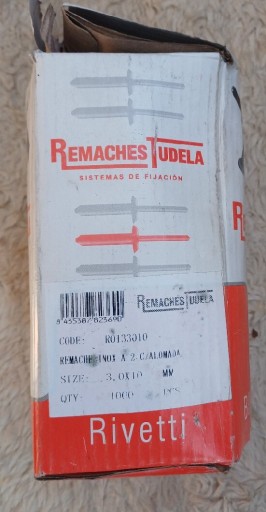 REMACHES TUDELA
SISTEMAS DE FIJACIÓN
REMACHES TUDELA
CODE: R0133010
REMACHE INOX A 2 C/ALOMADA
SIZE: 3,0X10 MM
QTY: 1000 PCS
Rivetti